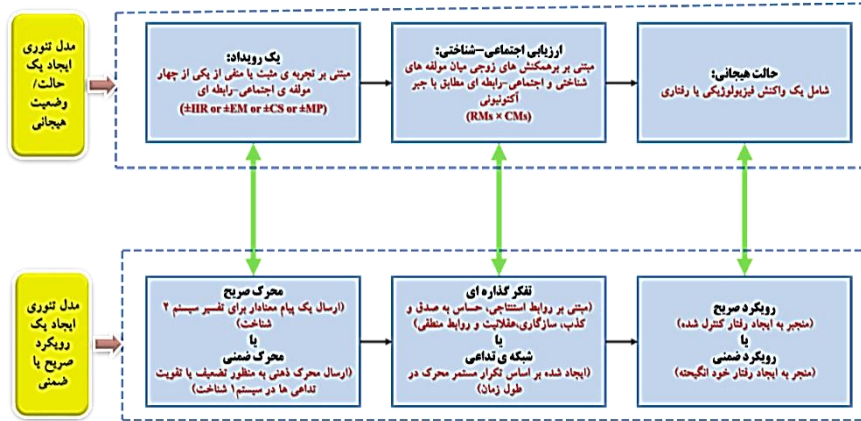 مدل تئوری
ایجاد یک
حالت/
وضعیت
هیجانی
یک رویداد:
مبتنی بر تجربه ی مثبت یا منفی از یکی از چهار
مولفه ی اجتماعی-رابطه ای
(±HR or ±EM or ±CS or ±MP)
ارزیابی اجتماعی-شناختی:
مبتنی بر برهمکنش های زوجی میان مولفه های
شناختی و اجتماعی-رابطه ای مطابق با جبر
اکتونیونی
(RMs × CMs)
حالت هیجانی:
شامل یک واکنش فیزیولوژیکی یا رفتاری
مدل تئوری
ایجاد یک
رویکرد
صریح یا
ضمنی
محرک صریح
(ارسال یک پیام معنادار برای تفسیر سیستم ۲
شناخت)
یا
محرک ضمنی
(ارسال محرک ذهنی به منظور تضعیف یا تقویت
تداعی ها در سیستم۱ شناخت)
تفکر گذاره ای
(مبتنی بر روابط استنتاجی، حساس به صدق و
کذب، سازگاری،عقلانیت و روابط منطقی)
یا
شبکه ی تداعی
(ایجاد شده بر اساس تکرار مستمر محرک در
طول زمان)
رویکرد صریح
(منجبر به ایجاد رفتار کنترل شده)
یا
رویکرد ضمنی
(منجر به ایجاد رفتار خود انگیخته)